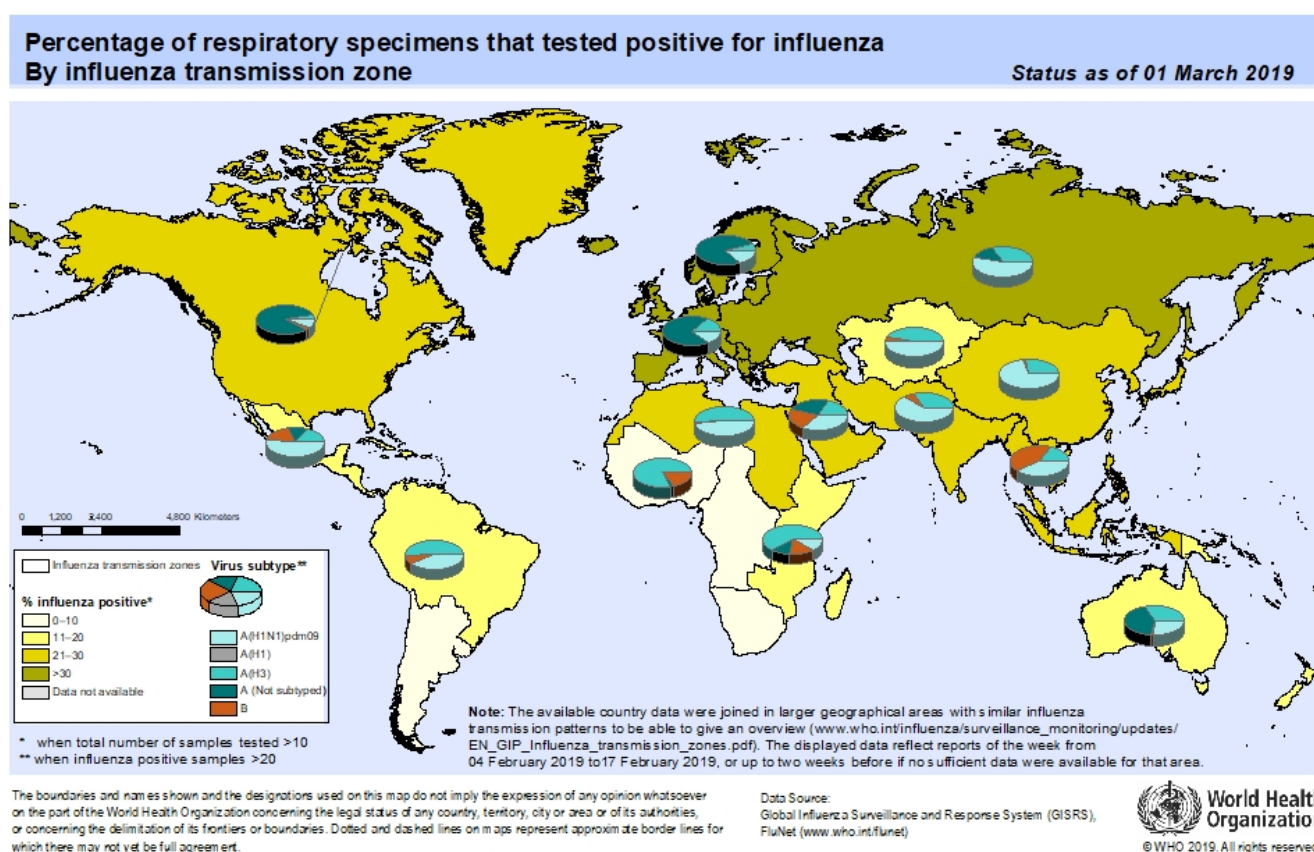 Percentage of respiratory specimens that tested positive for influenza
By influenza transmission zone
Status as of 01 March 2019
0 1,200 2,400 4,800 Kilometers
Influenza transmission zones
% influenza positive*
0–10
11–20
21–30
>30
Data not available
Virus subtype**
A(H1N1)pdm09
A(H1)
A(H3)
A (Not subtyped)
B
* when total number of samples tested >10
** when influenza positive samples >20
Note: The available country data were joined in larger geographical areas with similar influenza
transmission patterns to be able to give an overview (www.who.int/influenza/surveillance_monitoring/updates/
EN_GIP_Influenza_transmission_zones.pdf). The displayed data reflect reports of the week from
04 February 2019 to17 February 2019, or up to two weeks before if no sufficient data were available for that area.
The boundaries and names shown and the designations used on this map do not imply the expression of any opinion whatsoever
on the part of the World Health Organization concerning the legal status of any country, territory, city or area or of its authorities,
or concerning the delimitation of its frontiers or boundaries. Dotted and dashed lines on maps represent approximate border lines for
which there may not yet be full agreement.
Data Source:
Global Influenza Surveillance and Response System (GISRS),
FluNet (www.who.int/flunet)
World Healt
Organizatio
© WHO 2019. All rights reserve